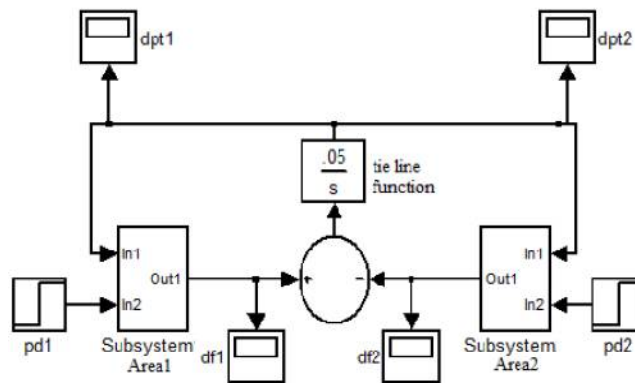 dpt1
dpt2
.05
s
tie line
function
In1
Out1
In2
+
−
In1
Out1
In2
pd1
Subsystem
Area1
df1
df2
Subsystem
Area2
pd2